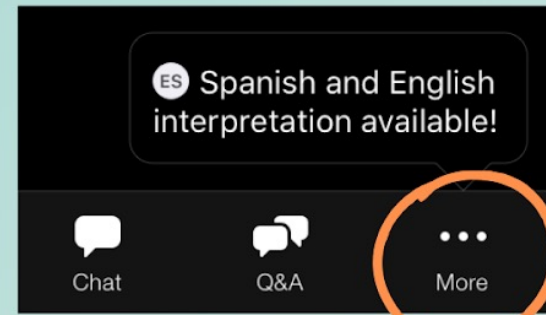 ES Spanish and English
interpretation available!
Chat Q&A More